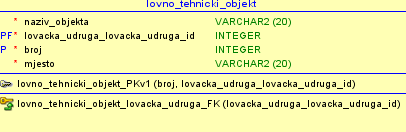 lovno_tehnicki_objekt
* naziv_objekta VARCHAR2 (20)
PF* lovacka_udruga_lovacka_udruga_id INTEGER
P * broj INTEGER
* mjesto VARCHAR2 (20)
lovno_tehnicki_objekt_PKv1 (broj, lovacka_udruga_lovacka_udruga_id)
lovno_tehnicki_objekt_lovacka_udruga_FK (lovacka_udruga_lovacka_udruga_id)